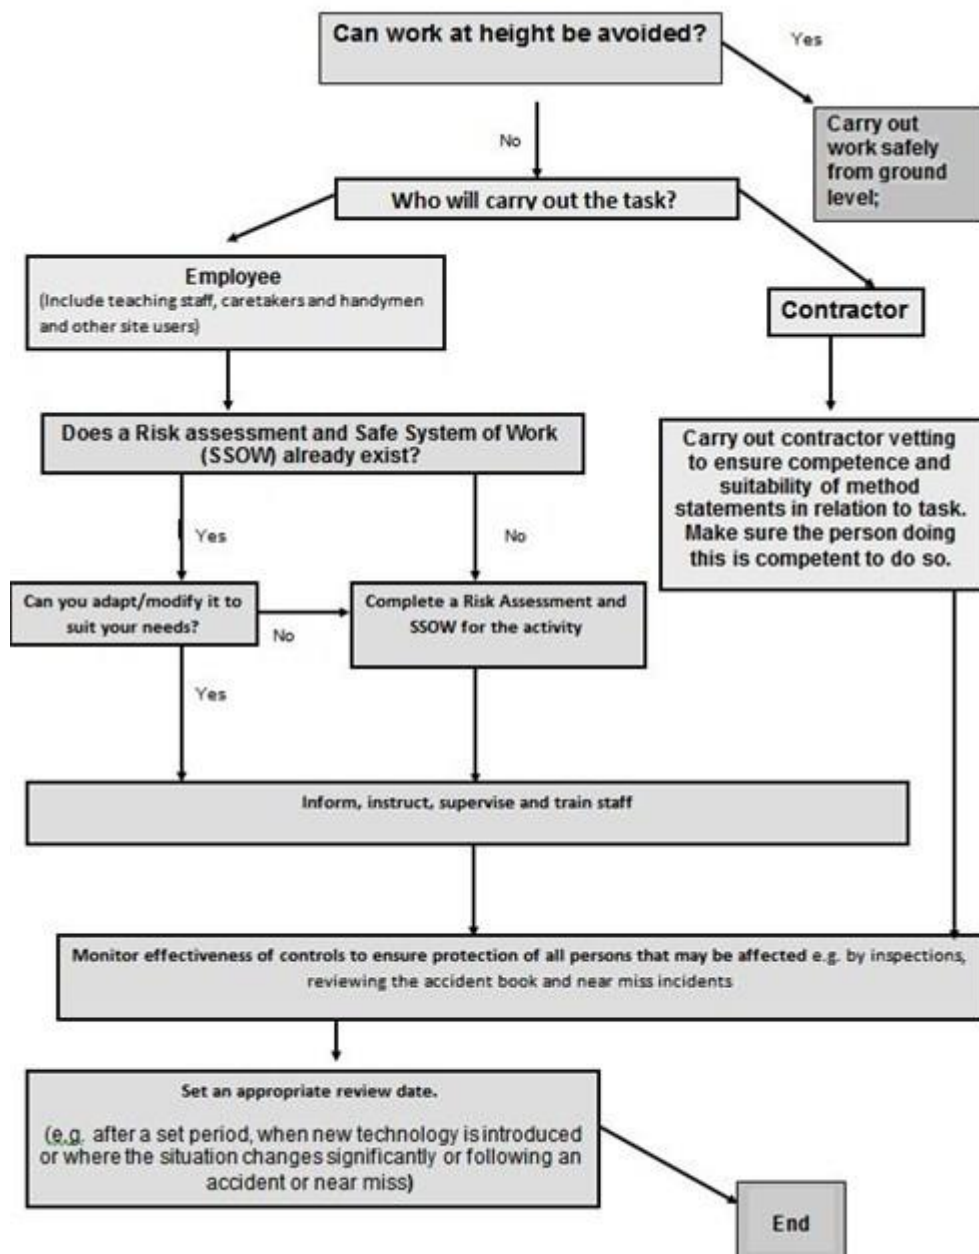 Can work at height be avoided?
Yes
Carry out
work safely
from ground
level;
No
Who will carry out the task?
Employee
(Include teaching staff, caretakers and handymen
and other site users)
Contractor
Does a Risk assessment and Safe System of Work
(SSOW) already exist?
Carry out contractor vetting
to ensure competence and
suitability of method
statements in relation to task.
Make sure the person doing
this is competent to do so.
Yes
No
Can you adapt/modify it to
suit your needs?
No
Complete a Risk Assessment and
SSOW for the activity
Yes
Inform, instruct, supervise and train staff
Monitor effectiveness of controls to ensure protection of all persons that may be affected e.g. by inspections,
reviewing the accident book and near miss incidents
Set an appropriate review date.
(e.g. after a set period, when new technology is introduced
or where the situation changes significantly or following an
accident or near miss)
End